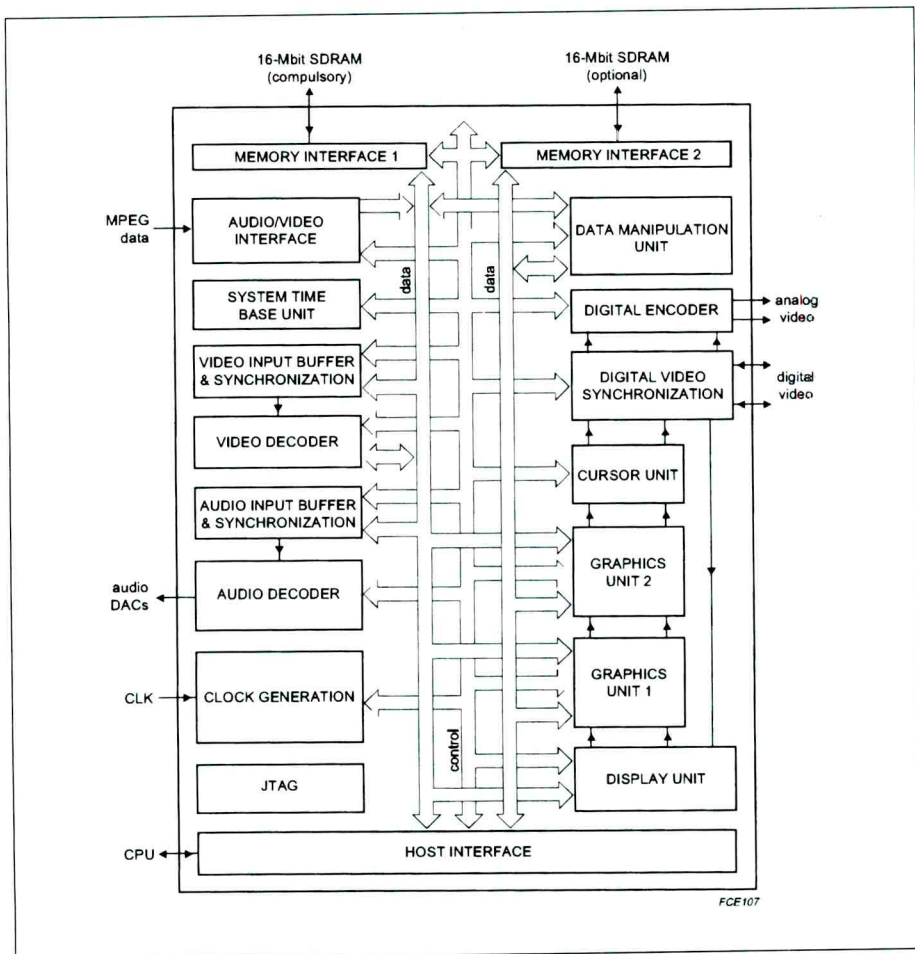 16-Mbit SDRAM
(compulsory)
16-Mbit SDRAM
(optional)
MEMORY INTERFACE 1
MEMORY INTERFACE 2
MPEG
data
AUDIO/VIDEO
INTERFACE
DATA MANIPULATION
UNIT
data
data
SYSTEM TIME
BASE UNIT
DIGITAL ENCODER
analog
video
VIDEO INPUT BUFFER
& SYNCHRONIZATION
DIGITAL VIDEO
SYNCHRONIZATION
digital
video
VIDEO DECODER
CURSOR UNIT
AUDIO INPUT BUFFER
& SYNCHRONIZATION
GRAPHICS
UNIT 2
audio
DACs
AUDIO DECODER
CLK
CLOCK GENERATION
GRAPHICS
UNIT 1
control
JTAG
DISPLAY UNIT
CPU
HOST INTERFACE
FCE107